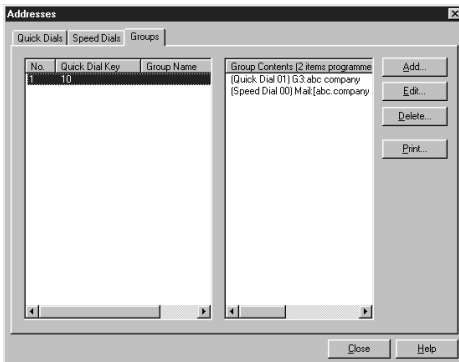 Addresses
Quick Dials Speed Dials Groups
No. Quick Dial Key Group Name
1 10
Group Contents (2 items programme
(Quick Dial 01) G3:abc company
(Speed Dial 00) Mail:[abc.company
Add...
Edit...
Delete...
Print...
Close Help